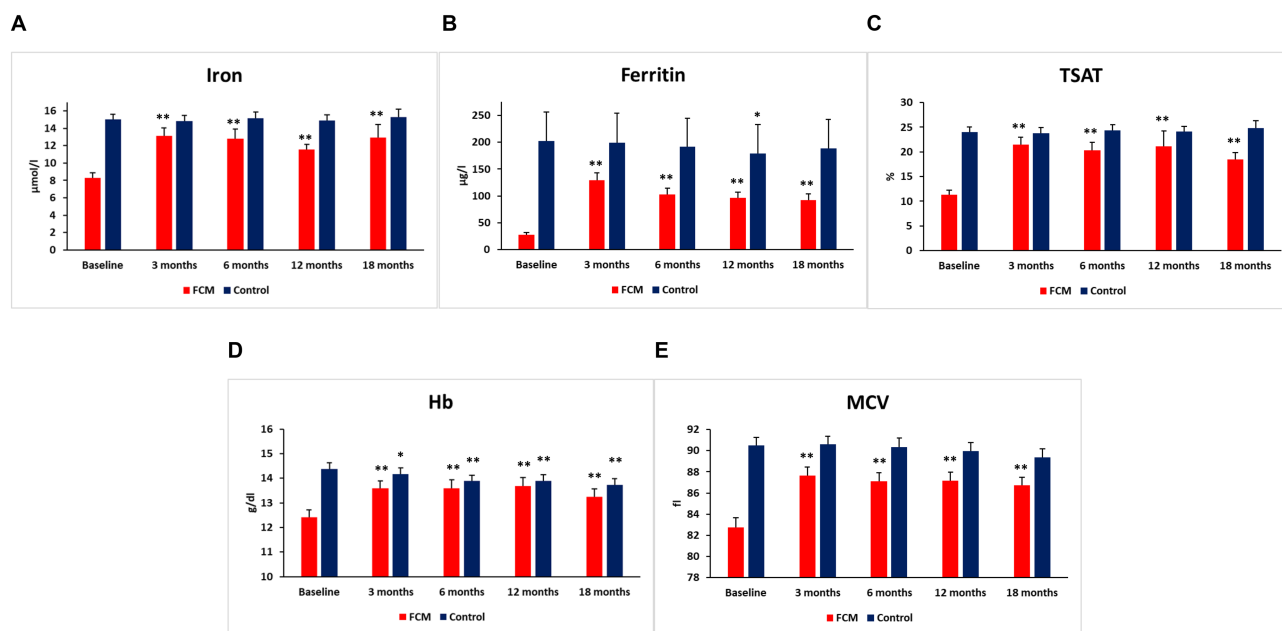 A
B
C
Iron
16
14
12
10
8
6
4
2
0
µmol/l
** ** ** **
Baseline 3 months 6 months 12 months 18 months
FCM Control
Ferritin
250
200
150
100
50
0
µg/l
** ** ** * **
Baseline 3 months 6 months 12 months 18 months
FCM Control
TSAT
30
25
20
15
10
5
0
%
** ** ** **
Baseline 3 months 6 months 12 months 18 months
FCM Control
D
E
Hb
16
15
14
13
12
11
10
g/dl
** * ** ** ** ** ** **
Baseline 3 months 6 months 12 months 18 months
FCM Control
MCV
92
90
88
86
84
82
80
78
fl
** ** ** **
Baseline 3 months 6 months 12 months 18 months
FCM Control